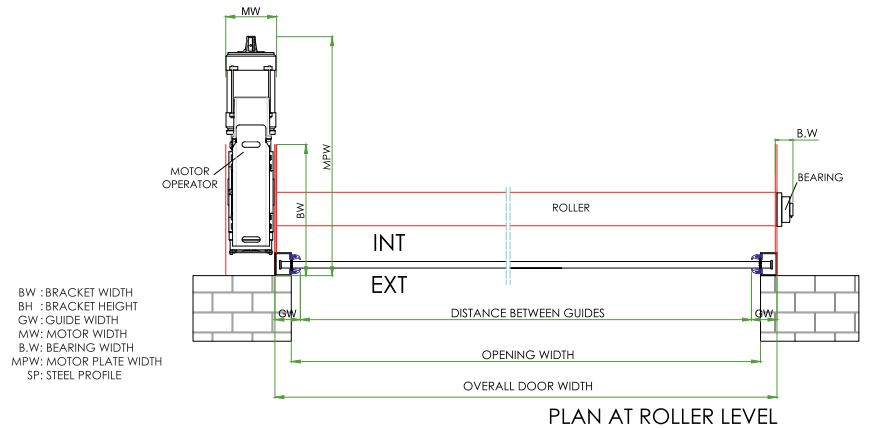 MW
B.W
MPW
MOTOR
OPERATOR
BEARING
BW
ROLLER
INT
EXT
BW : BRACKET WIDTH
BH : BRACKET HEIGHT
GW : GUIDE WIDTH
MW: MOTOR WIDTH
B.W: BEARING WIDTH
MPW: MOTOR PLATE WIDTH
SP: STEEL PROFILE
GW
DISTANCE BETWEEN GUIDES
GW
OPENING WIDTH
OVERALL DOOR WIDTH
PLAN AT ROLLER LEVEL